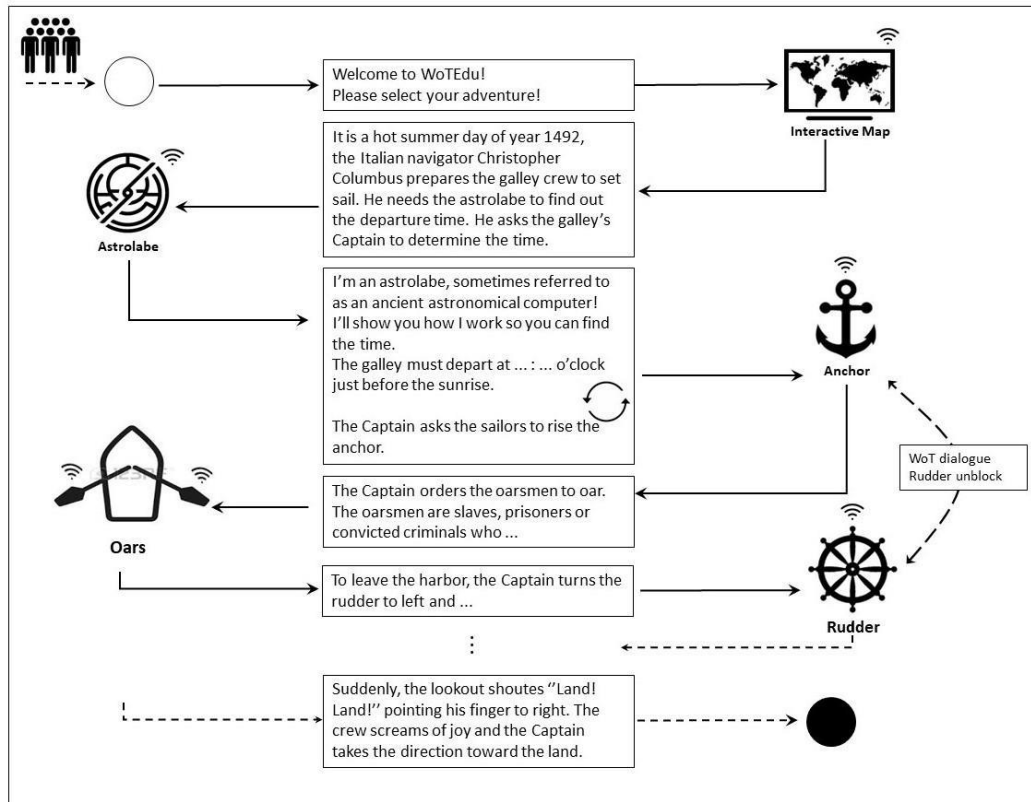 Welcome to WoTEdu!
Please select your adventure!
Interactive Map
It is a hot summer day of year 1492,
the Italian navigator Christopher
Columbus prepares the galley crew to set
sail. He needs the astrolabe to find out
the departure time. He asks the galley's
Captain to determine the time.
Astrolabe
I'm an astrolabe, sometimes referred to
as an ancient astronomical computer!
I'll show you how I work so you can find
the time.
The galley must depart at ... : ... o'clock
just before the sunrise.
The Captain asks the sailors to rise the
anchor.
Anchor
WoT dialogue
Rudder unblock
The Captain orders the oarsmen to oar.
The oarsmen are slaves, prisoners or
convicted criminals who ...
Oars
To leave the harbor, the Captain turns the
rudder to left and ...
Rudder
⋮
Suddenly, the lookout shoutes ‘’Land!
Land!’’ pointing his finger to right. The
crew screams of joy and the Captain
takes the direction toward the land.